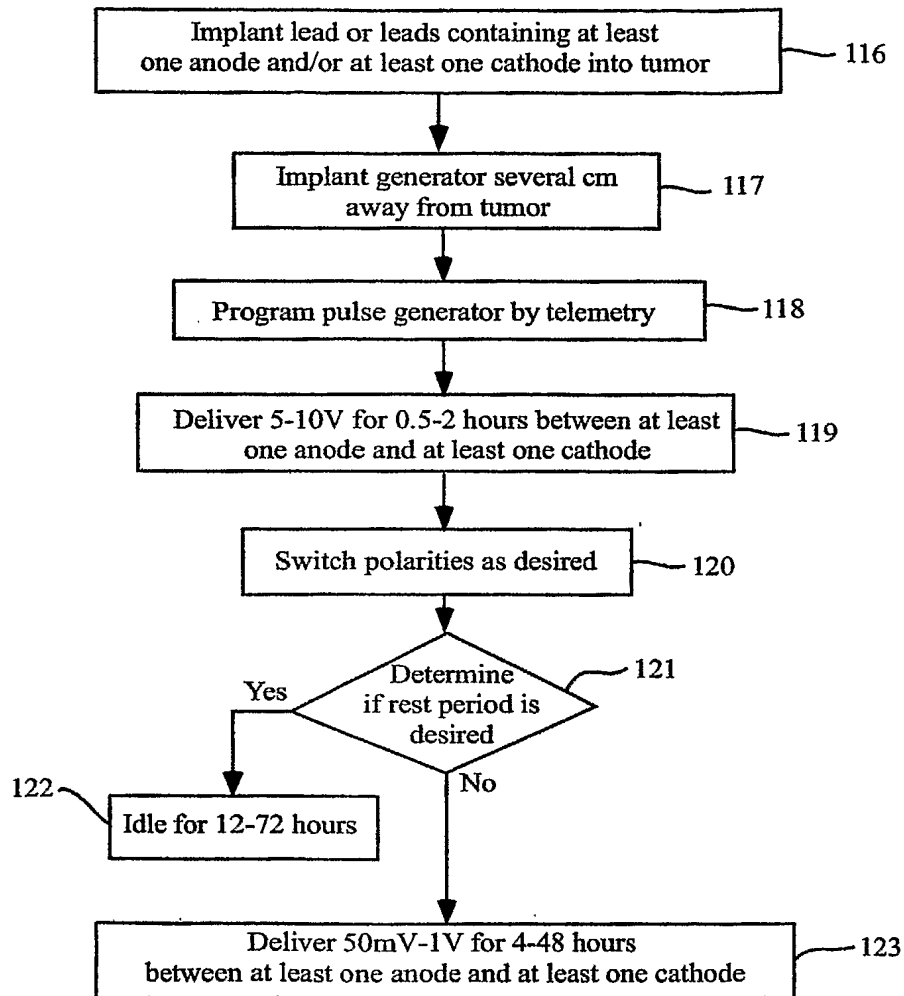 Implant lead or leads containing at least
one anode and/or at least one cathode into tumor
116
Implant generator several cm
away from tumor
117
Program pulse generator by telemetry
118
Deliver 5-10V for 0.5-2 hours between at least
one anode and at least one cathode
119
Switch polarities as desired
120
Determine
if rest period is
desired
121
Yes
No
122
Idle for 12-72 hours
Deliver 50mV-1V for 4-48 hours
between at least one anode and at least one cathode
123